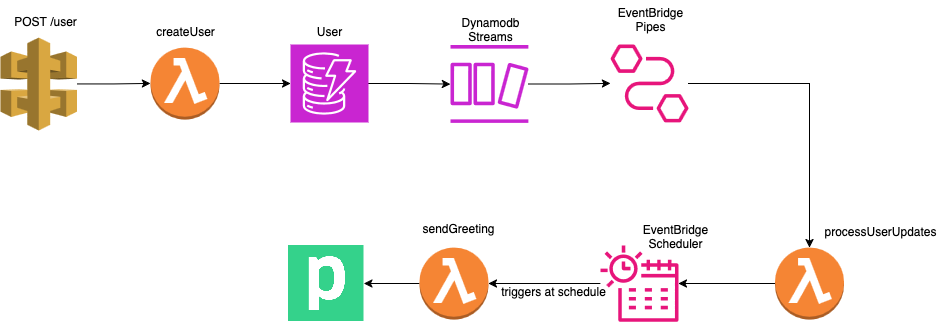 POST /user
createUser
User
Dynamodb
Streams
EventBridge
Pipes
sendGreeting
EventBridge
Scheduler
processUserUpdates
p
triggers at schedule